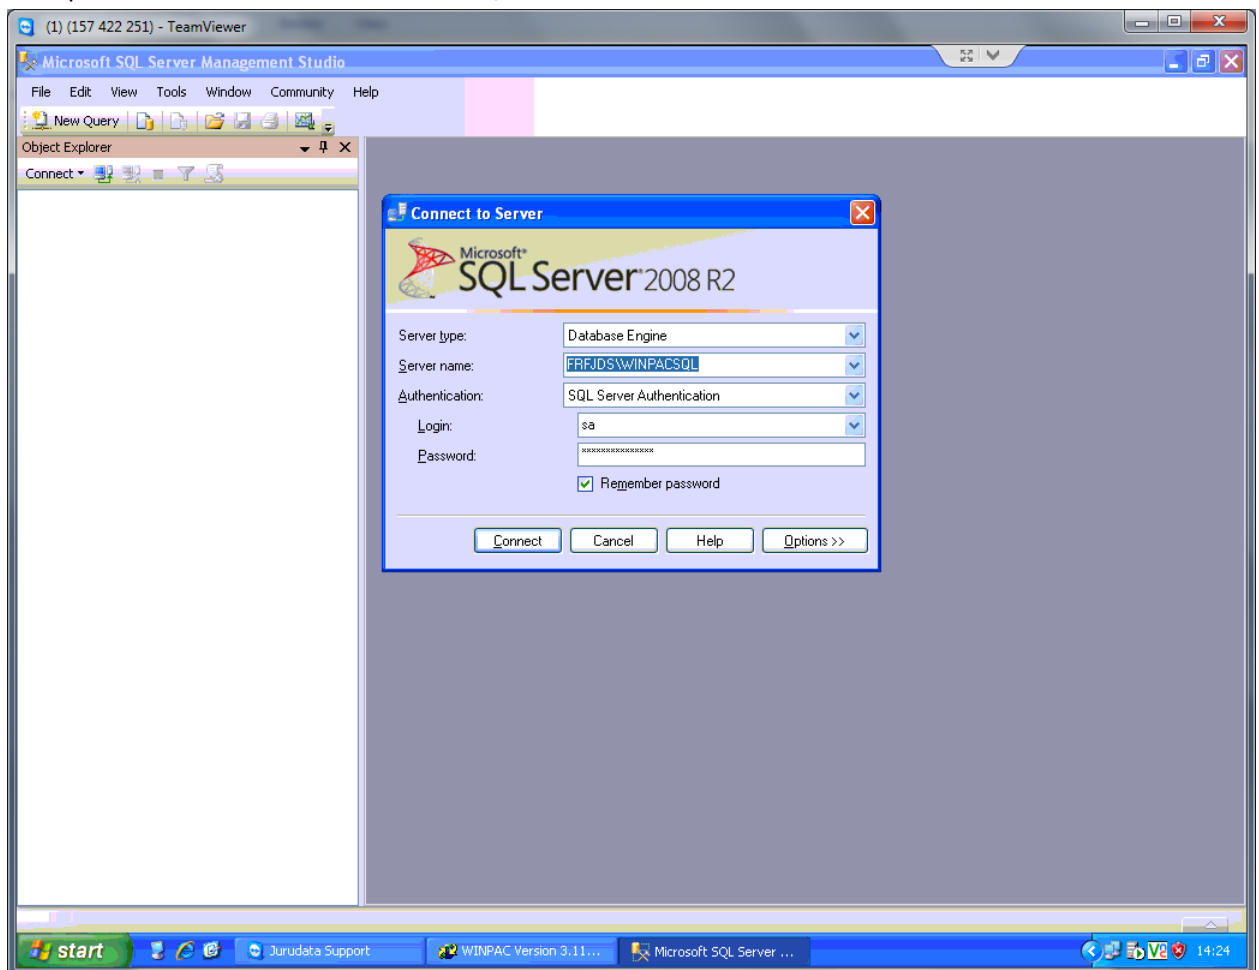 (1) (157 422 251) - TeamViewer
Microsoft SQL Server Management Studio
File Edit View Tools Window Community Help
New Query
Object Explorer
Connect
Connect to Server
Microsoft®
SQL Server® 2008 R2
Server type: Database Engine
Server name: FRFJDS\WINPACSQL
Authentication: SQL Server Authentication
Login: sa
Password: ***************
Remember password
Connect Cancel Help Options >>
start Jurudata Support WINPAC Version 3.11... Microsoft SQL Server ... 14:24